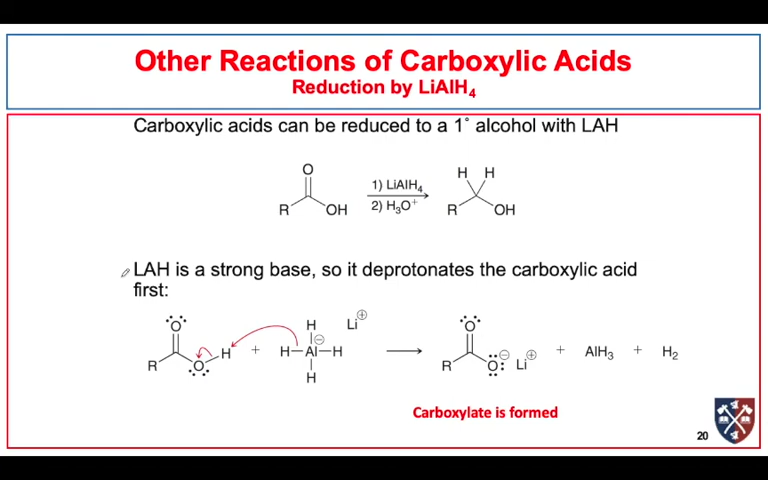 Other Reactions of Carboxylic Acids
Reduction by LiAlH₄
Carboxylic acids can be reduced to a 1˚ alcohol with LAH
O
R OH
1) LiAlH₄
2) H₃O⁺
H H
R OH
LAH is a strong base, so it deprotonates the carboxylic acid
first:
O
R O H
+
H Li⊕
H–Al⊖–H
H
O
R O⊖ Li⊕
+ AlH₃ + H₂
Carboxylate is formed
20